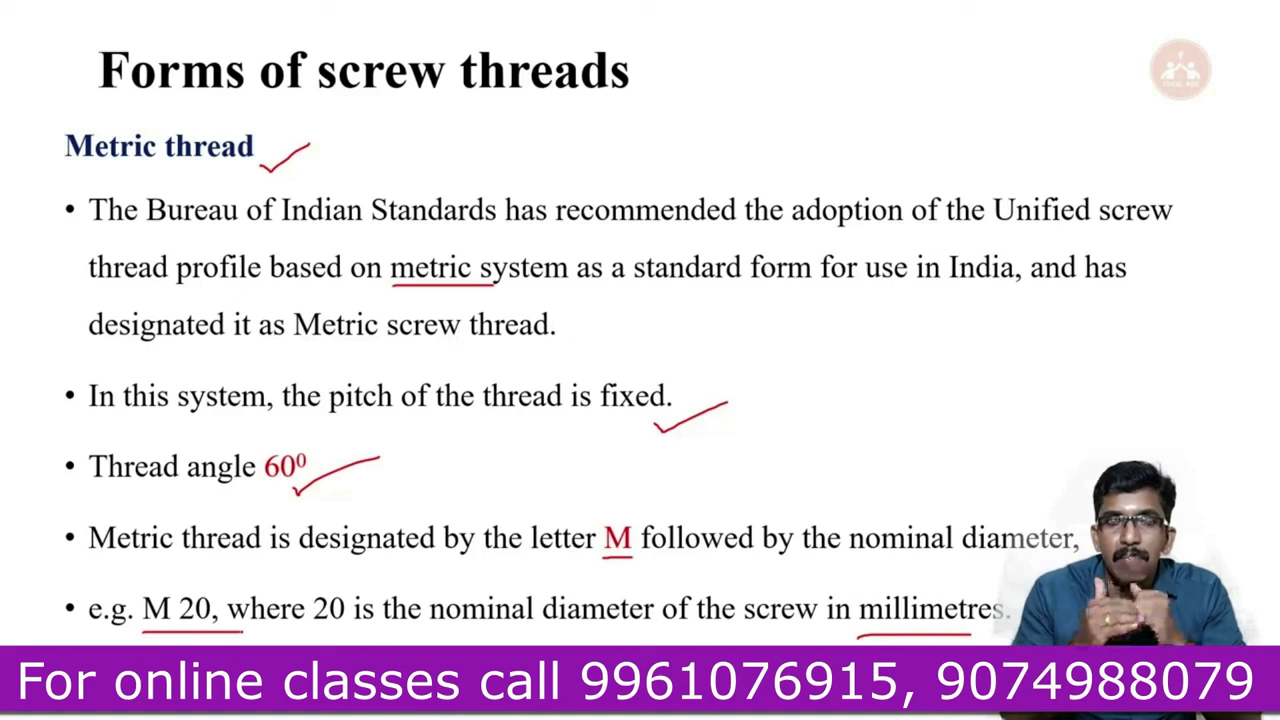 Forms of screw threads
Metric thread
• The Bureau of Indian Standards has recommended the adoption of the Unified screw
thread profile based on metric system as a standard form for use in India, and has
designated it as Metric screw thread.
• In this system, the pitch of the thread is fixed.
• Thread angle 60⁰
• Metric thread is designated by the letter M followed by the nominal diameter,
• e.g. M 20, where 20 is the nominal diameter of the screw in millimetres.
For online classes call 9961076915, 9074988079